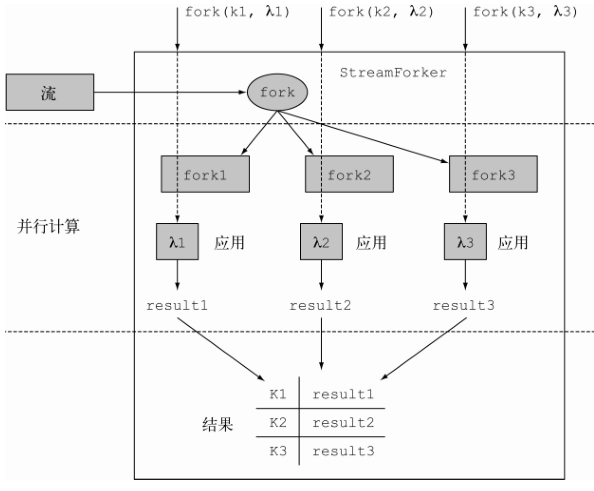 fork(k1, λ1) fork(k2, λ2) fork(k3, λ3)
StreamForker
流
fork
fork1 fork2 fork3
并行计算
λ1 应用 λ2 应用 λ3 应用
result1 result2 result3
K1 result1
结果 K2 result2
K3 result3